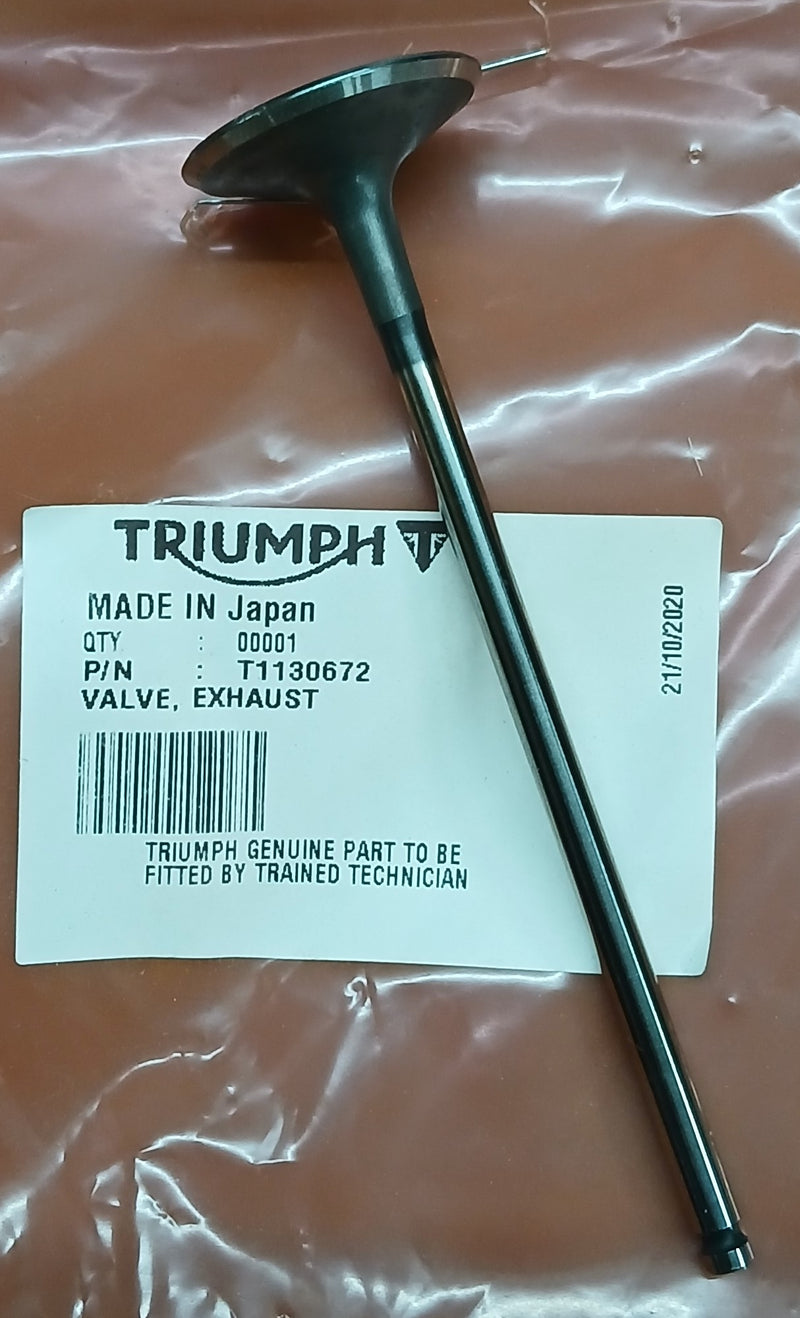 TRIUMPH
MADE IN Japan
QTY : 00001
P/N : T1130672
VALVE, EXHAUST
TRIUMPH GENUINE PART TO BE
FITTED BY TRAINED TECHNICIAN
21/10/2020